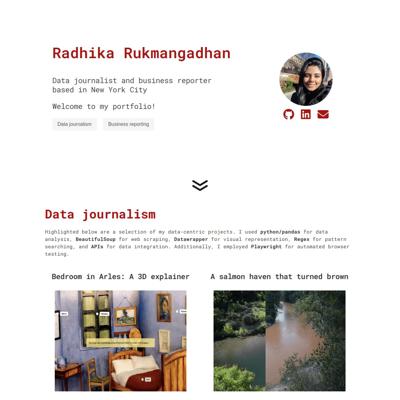 Radhika Rukmangadhan
Data journalist and business reporter
based in New York City
Welcome to my portfolio!
Data journalism
Business reporting
Data journalism
Highlighted below are a selection of my data-centric projects. I used python/pandas for data
analysis, BeautifulSoup for web scraping, Datawrapper for visual representation, Regex for pattern
searching, and APIs for data integration. Additionally, I employed Playwright for automated browser
testing.
Bedroom in Arles: A 3D explainer
A salmon haven that turned brown